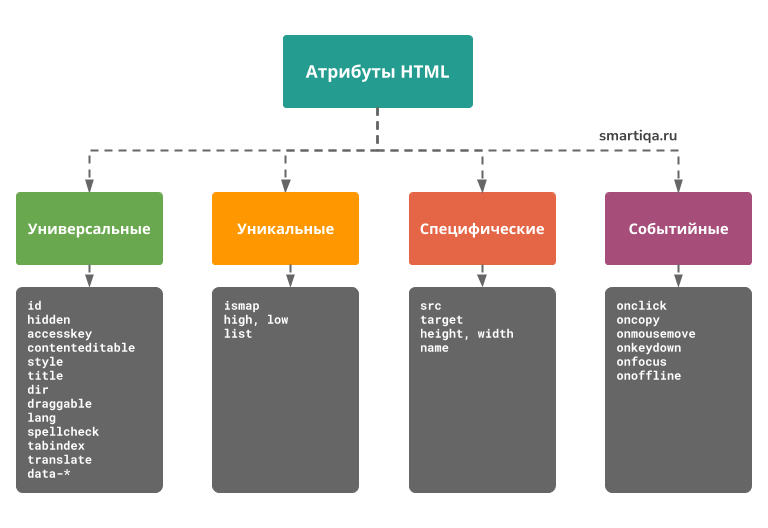 Атрибуты HTML
smartiqa.ru
Универсальные
Уникальные
Специфические
Событийные
id
hidden
accesskey
contenteditable
style
title
dir
draggable
lang
spellcheck
tabindex
translate
data-*
ismap
high, low
list
src
target
height, width
name
onclick
oncopy
onmousemove
onkeydown
onfocus
onoffline